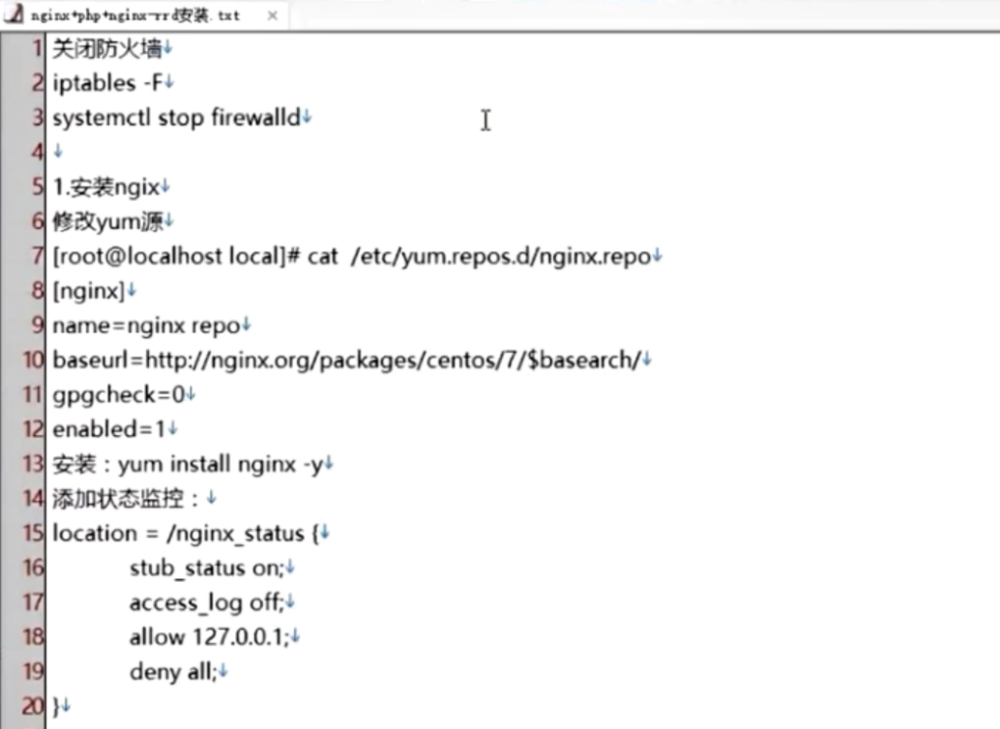 nginx+php+nginx-rrd安装.txt
1 关闭防火墙
2 iptables -F
3 systemctl stop firewalld
4
5 1.安装ngix
6 修改yum源
7 [root@localhost local]# cat  /etc/yum.repos.d/nginx.repo
8 [nginx]
9 name=nginx repo
10 baseurl=http://nginx.org/packages/centos/7/$basearch/
11 gpgcheck=0
12 enabled=1
13 安装：yum install nginx -y
14 添加状态监控：
15 location = /nginx_status {
16 stub_status on;
17 access_log off;
18 allow 127.0.0.1;
19 deny all;
20 }